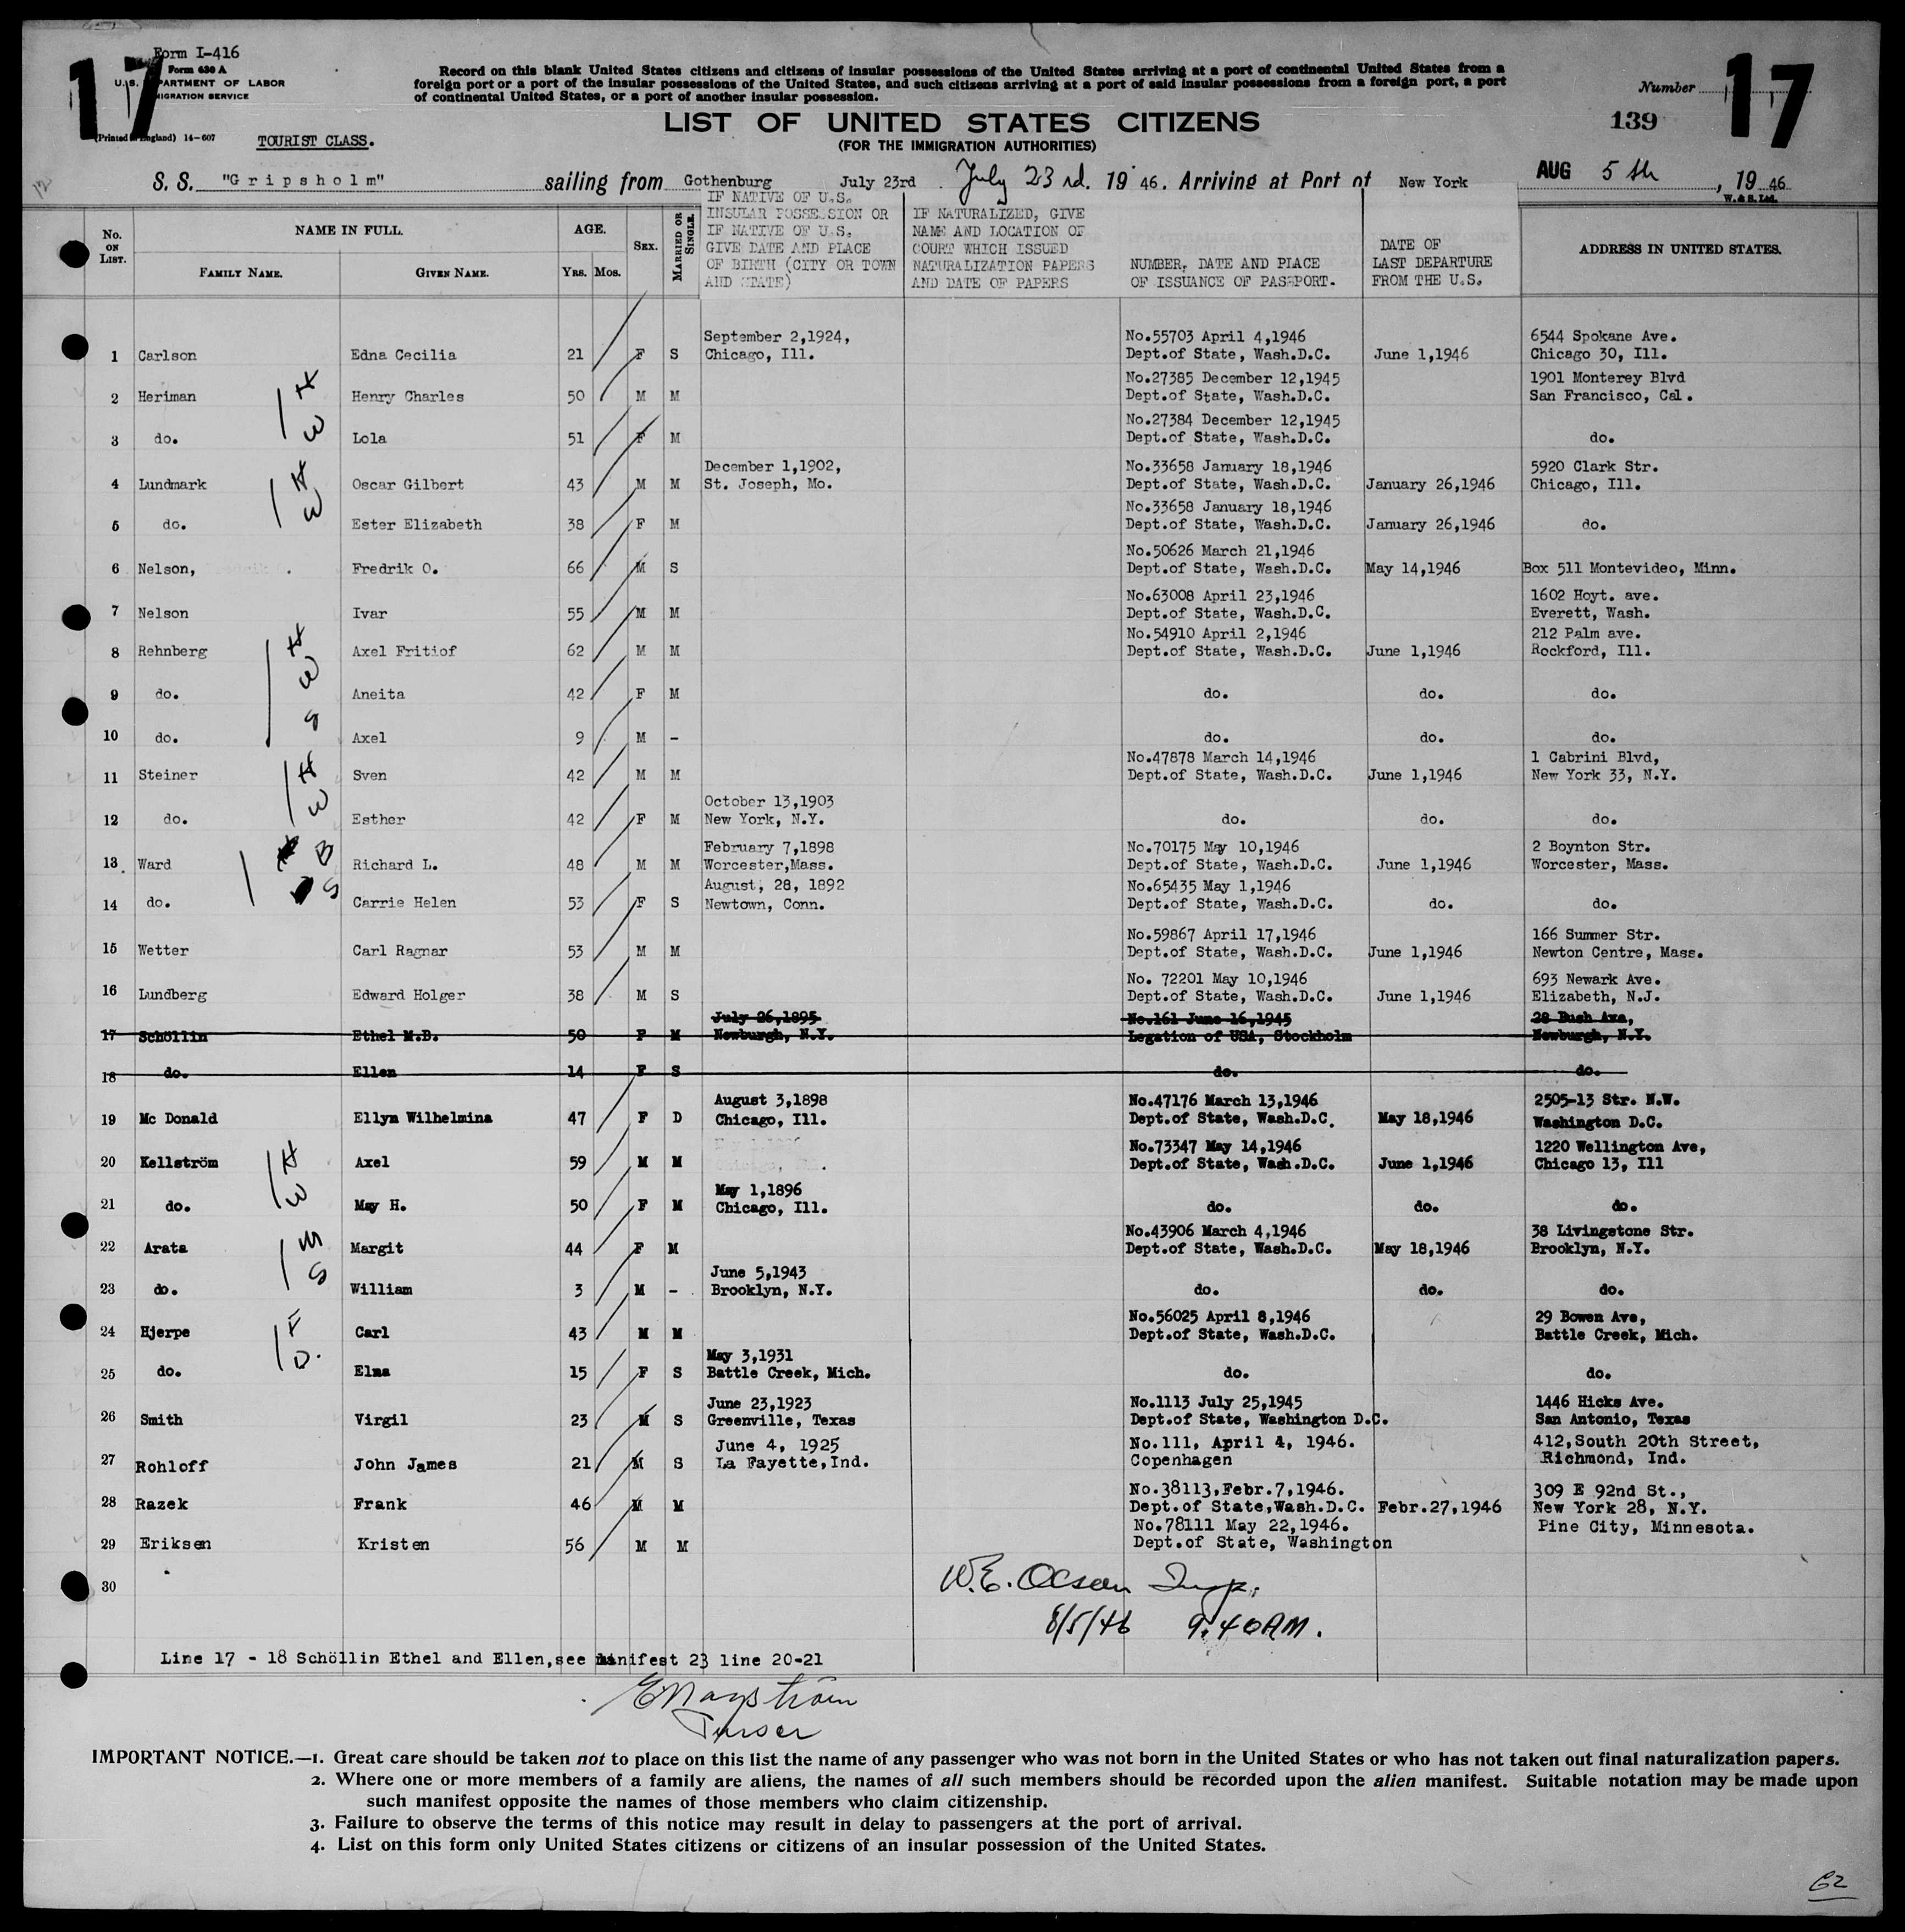 17
Form I-416
Form 630 A
U.S. DEPARTMENT OF LABOR
IMMIGRATION SERVICE
(Printed in England) 14-607
TOURIST CLASS.
Record on this blank United States citizens and citizens of insular possessions of the United States arriving at a port of continental United States from a
foreign port or a port of the insular possessions of the United States, and such citizens arriving at a port of said insular possessions from a foreign port, a port
of continental United States, or a port of another insular possession.
Number 17
139
LIST OF UNITED STATES CITIZENS
(FOR THE IMMIGRATION AUTHORITIES)
S. S. "Gripsholm" sailing from Gothenburg July 23rd July 23rd. 19 46. Arriving at Port of New York AUG 5th, 19 46
W. & S. Ltd.
No. ON LIST.
NAME IN FULL.
FAMILY NAME.
GIVEN NAME.
AGE.
Yrs. Mos.
SEX.
MARRIED OR SINGLE.
IF NATIVE OF U.S.
INSULAR POSSESSION OR
IF NATIVE OF U.S.
GIVE DATE AND PLACE
OF BIRTH (CITY OR TOWN
AND STATE)
IF NATURALIZED, GIVE
NAME AND LOCATION OF
COURT WHICH ISSUED
NATURALIZATION PAPERS
AND DATE OF PAPERS
NUMBER, DATE AND PLACE
OF ISSUANCE OF PASSPORT.
DATE OF
LAST DEPARTURE
FROM THE U.S.
ADDRESS IN UNITED STATES.
September 2,1924, No.55703 April 4,1946 6544 Spokane Ave.
1 Carlson Edna Cecilia 21 F S Chicago, Ill. Dept.of State, Wash.D.C. June 1,1946 Chicago 30, Ill.
No.27385 December 12,1945 1901 Monterey Blvd
2 Heriman H Henry Charles 50 M M Dept.of State, Wash.D.C. San Francisco, Cal.
No.27384 December 12,1945
3 do. W Lola 51 F M Dept.of State, Wash.D.C. do.
December 1,1902, No.33658 January 18,1946 5920 Clark Str.
4 Lundmark H Oscar Gilbert 43 M M St. Joseph, Mo. Dept.of State, Wash.D.C. January 26,1946 Chicago, Ill.
No.33658 January 18,1946
5 do. W Ester Elizabeth 38 F M Dept.of State, Wash.D.C. January 26,1946 do.
No.50626 March 21,1946
6 Nelson, Fredrik O. 66 M S Dept.of State, Wash.D.C. May 14,1946 Box 511 Montevideo, Minn.
No.63008 April 23,1946 1602 Hoyt. ave.
7 Nelson Ivar 55 M M Dept.of State, Wash.D.C. Everett, Wash.
No.54910 April 2,1946 212 Palm ave.
8 Rehnberg H Axel Fritiof 62 M M Dept.of State, Wash.D.C. June 1,1946 Rockford, Ill.
9 do. W Aneita 42 F M do. do. do.
10 do. S Axel 9 M - do. do. do.
No.47878 March 14,1946 1 Cabrini Blvd,
11 Steiner H Sven 42 M M Dept.of State, Wash.D.C. June 1,1946 New York 33, N.Y.
October 13,1903
12 do. W Esther 42 F M New York, N.Y. do. do. do.
February 7,1898 No.70175 May 10,1946 2 Boynton Str.
13. Ward B Richard L. 48 M M Worcester,Mass. Dept.of State, Wash.D.C. June 1,1946 Worcester, Mass.
August, 28, 1892 No.65435 May 1,1946
14 do. S Carrie Helen 53 F S Newtown, Conn. Dept.of State, Wash.D.C. do. do.
No.59867 April 17,1946 166 Summer Str.
15 Wetter Carl Ragnar 53 M M Dept.of State, Wash.D.C. June 1,1946 Newton Centre, Mass.
No. 72201 May 10,1946 693 Newark Ave.
16 Lundberg Edward Holger 38 M S Dept.of State, Wash.D.C. June 1,1946 Elizabeth, N.J.
July 26,1895 No.161 June 16,1945 28 Bush Ave,
17 Schöllin Ethel M.B. 50 F M Newburgh, N.Y. Legation of USA, Stockholm Newburgh, N.Y.
18 do. Ellen 14 F S do. do.
August 3,1898 No.47176 March 13,1946 2505-13 Str. N.W.
19 Mc Donald Ellyn Wilhelmina 47 F D Chicago, Ill. Dept.of State, Wash.D.C. May 18,1946 Washington D.C.
No.73347 May 14,1946 1220 Wellington Ave,
20 Kellström H Axel 59 M M Dept.of State, Wash.D.C. June 1,1946 Chicago 13, Ill
May 1,1896
21 do. W May H. 50 F M Chicago, Ill. do. do. do.
No.43906 March 4,1946 38 Livingstone Str.
22 Arata M Margit 44 F M Dept.of State, Wash.D.C. May 18,1946 Brooklyn, N.Y.
June 5,1943
23 do. S William 3 M - Brooklyn, N.Y. do. do. do.
No.56025 April 8,1946 29 Bowen Ave,
24 Hjerpe F Carl 43 M M Dept.of State, Wash.D.C. Battle Creek, Mich.
May 3,1931
25 do. D. Elma 15 F S Battle Creek, Mich. do. do.
June 23,1923 No.1113 July 25,1945 1446 Hicks Ave.
26 Smith Virgil 23 M S Greenville, Texas Dept.of State, Washington D.C. San Antonio, Texas
June 4, 1925 No.111, April 4, 1946. 412,South 20th Street,
27 Rohloff John James 21 M S La Fayette,Ind. Copenhagen Richmond, Ind.
No.38113,Febr.7,1946. 309 E 92nd St.,
28 Razek Frank 46 M M Dept.of State,Wash.D.C. Febr.27,1946 New York 28, N.Y.
No.78111 May 22,1946. Pine City, Minnesota.
29 Eriksen Kristen 56 M M Dept.of State, Washington
30
W.E. Olsen Insp.
8/5/46 9.40AM.
Line 17 - 18 Schöllin Ethel and Ellen,see manifest 23 line 20-21
Purser
IMPORTANT NOTICE.—1. Great care should be taken not to place on this list the name of any passenger who was not born in the United States or who has not taken out final naturalization papers.
2. Where one or more members of a family are aliens, the names of all such members should be recorded upon the alien manifest. Suitable notation may be made upon
such manifest opposite the names of those members who claim citizenship.
3. Failure to observe the terms of this notice may result in delay to passengers at the port of arrival.
4. List on this form only United States citizens or citizens of an insular possession of the United States.
62